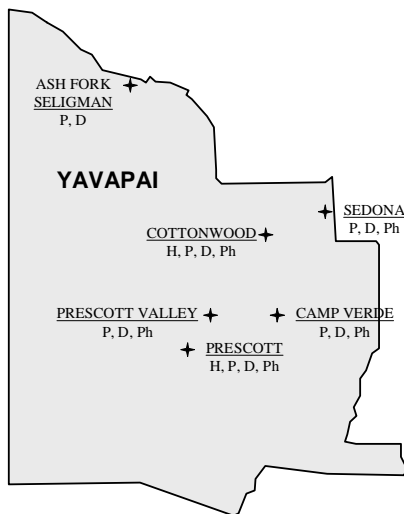 ASH FORK
SELIGMAN
P, D
YAVAPAI
SEDONA
P, D, Ph
COTTONWOOD
H, P, D, Ph
PRESCOTT VALLEY
P, D, Ph
CAMP VERDE
P, D, Ph
PRESCOTT
H, P, D, Ph